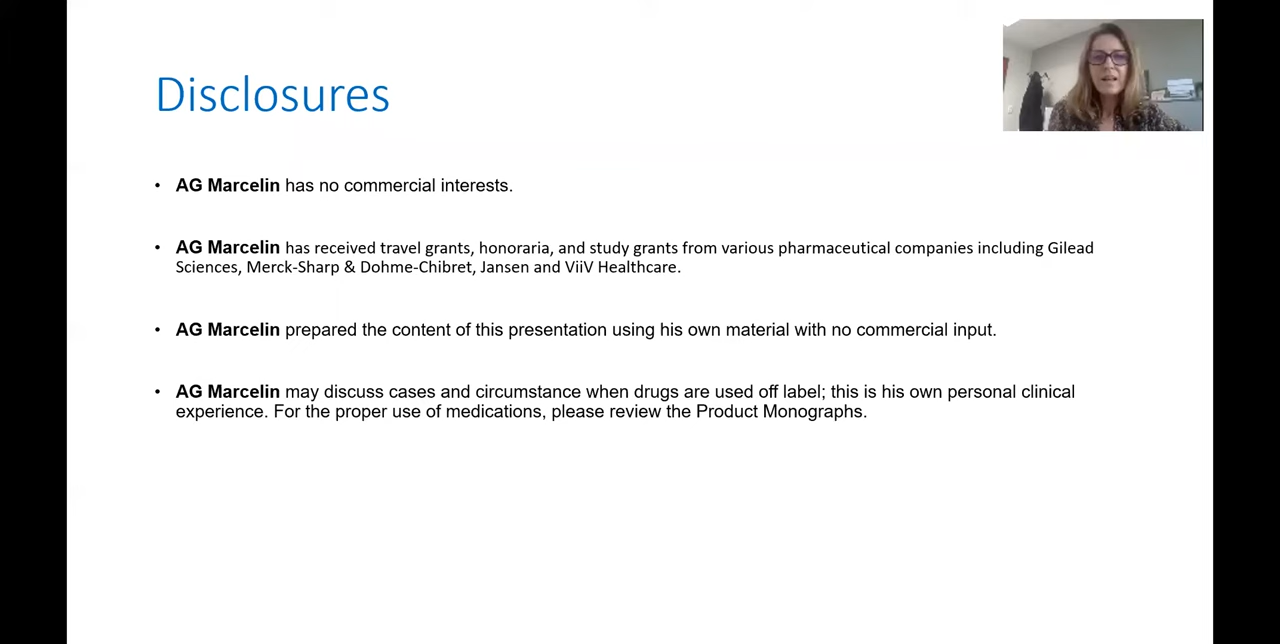 Disclosures
• AG Marcelin has no commercial interests.
• AG Marcelin has received travel grants, honoraria, and study grants from various pharmaceutical companies including Gilead
Sciences, Merck-Sharp & Dohme-Chibret, Jansen and ViiV Healthcare.
• AG Marcelin prepared the content of this presentation using his own material with no commercial input.
• AG Marcelin may discuss cases and circumstance when drugs are used off label; this is his own personal clinical
experience. For the proper use of medications, please review the Product Monographs.